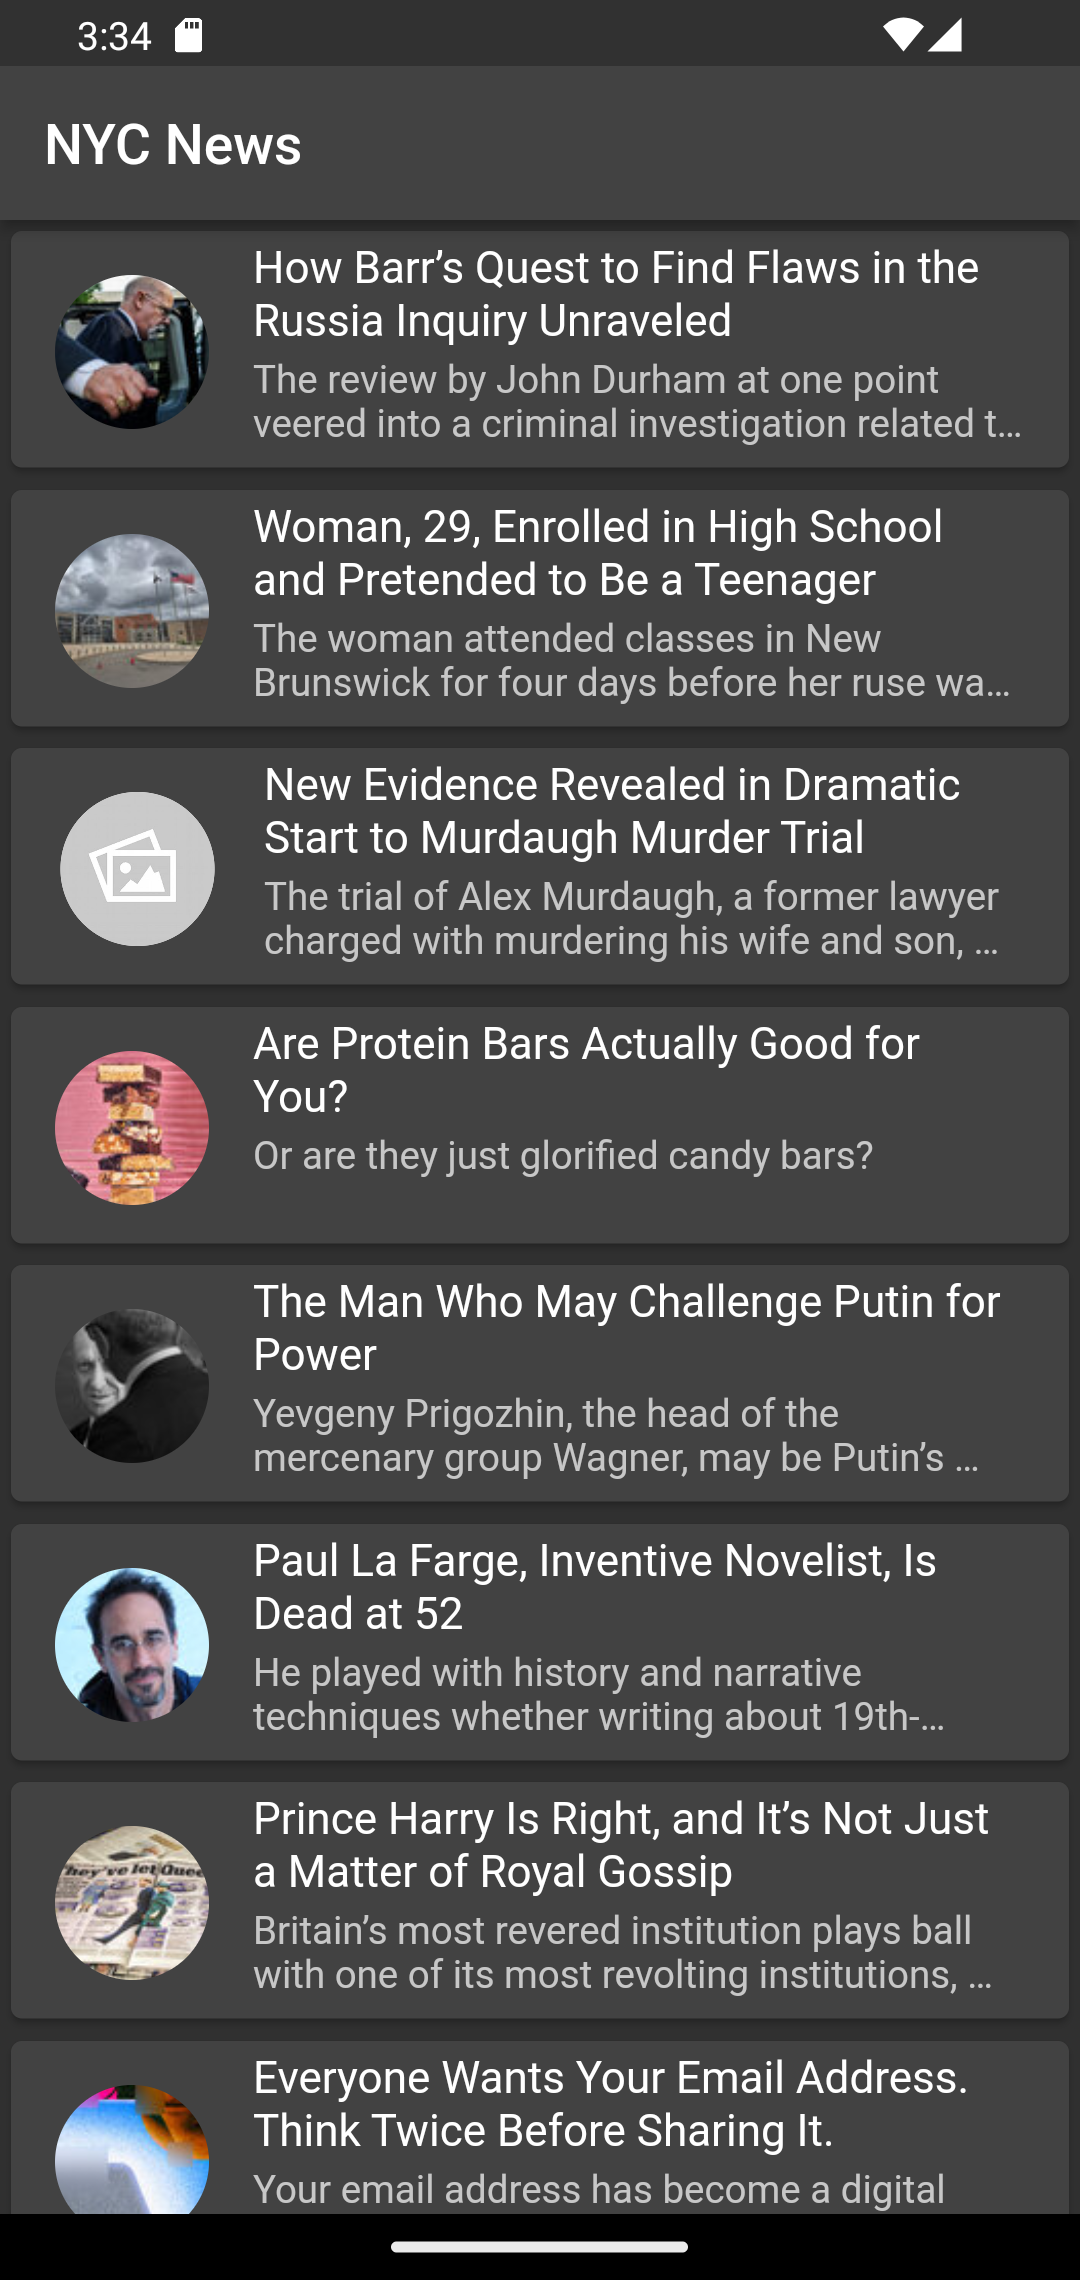 3:34
NYC News
How Barr’s Quest to Find Flaws in the
Russia Inquiry Unraveled
The review by John Durham at one point
veered into a criminal investigation related t…
Woman, 29, Enrolled in High School
and Pretended to Be a Teenager
The woman attended classes in New
Brunswick for four days before her ruse wa…
New Evidence Revealed in Dramatic
Start to Murdaugh Murder Trial
The trial of Alex Murdaugh, a former lawyer
charged with murdering his wife and son, …
Are Protein Bars Actually Good for
You?
Or are they just glorified candy bars?
The Man Who May Challenge Putin for
Power
Yevgeny Prigozhin, the head of the
mercenary group Wagner, may be Putin’s …
Paul La Farge, Inventive Novelist, Is
Dead at 52
He played with history and narrative
techniques whether writing about 19th-…
Prince Harry Is Right, and It’s Not Just
a Matter of Royal Gossip
Britain’s most revered institution plays ball
with one of its most revolting institutions, …
Everyone Wants Your Email Address.
Think Twice Before Sharing It.
Your email address has become a digital